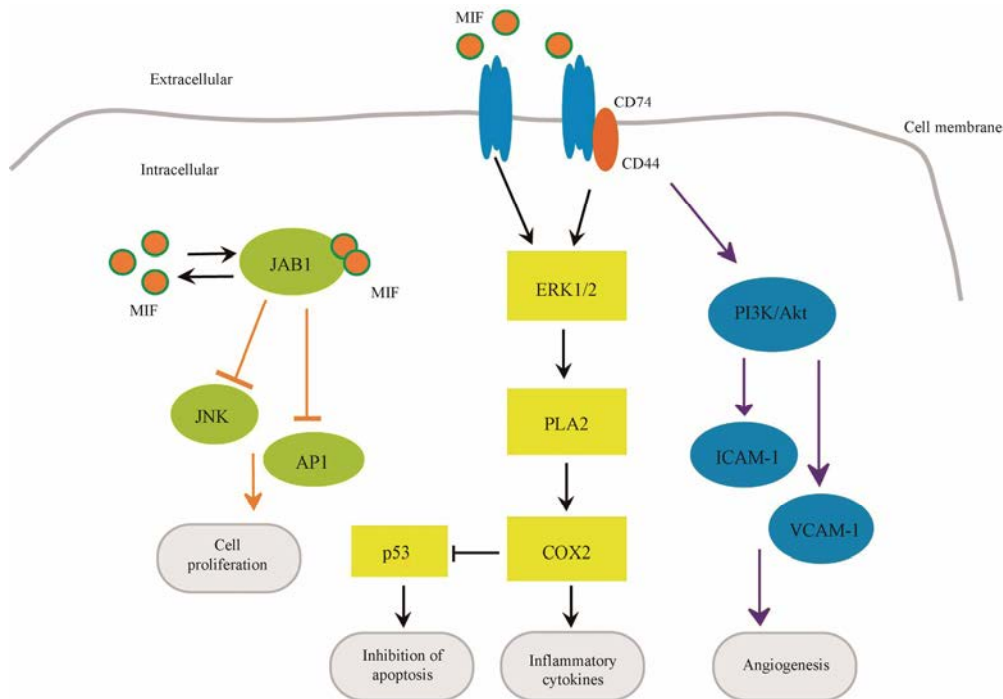 MIF
Extracellular
CD74
Cell membrane
CD44
Intracellular
JAB1
MIF
MIF
ERK1/2
PI3K/Akt
JNK
PLA2
AP1
ICAM-1
VCAM-1
Cell
proliferation
p53
COX2
Inhibition of
apoptosis
Inflammatory
cytokines
Angiogenesis